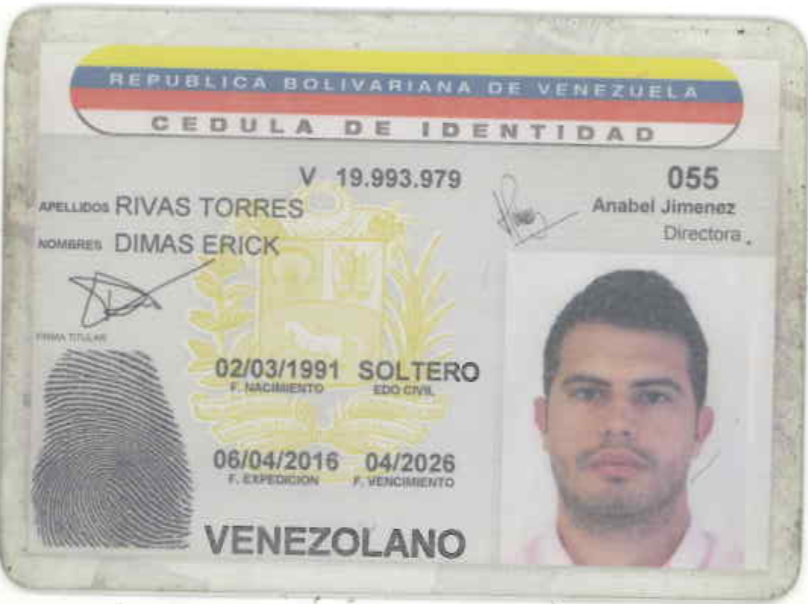 REPUBLICA BOLIVARIANA DE VENEZUELA
CEDULA DE IDENTIDAD
V 19.993.979
055
APELLIDOS RIVAS TORRES
Anabel Jimenez
NOMBRES DIMAS ERICK
Directora
FIRMA TITULAR
02/03/1991 SOLTERO
F. NACIMIENTO EDO CIVIL
06/04/2016 04/2026
F. EXPEDICION F. VENCIMIENTO
VENEZOLANO